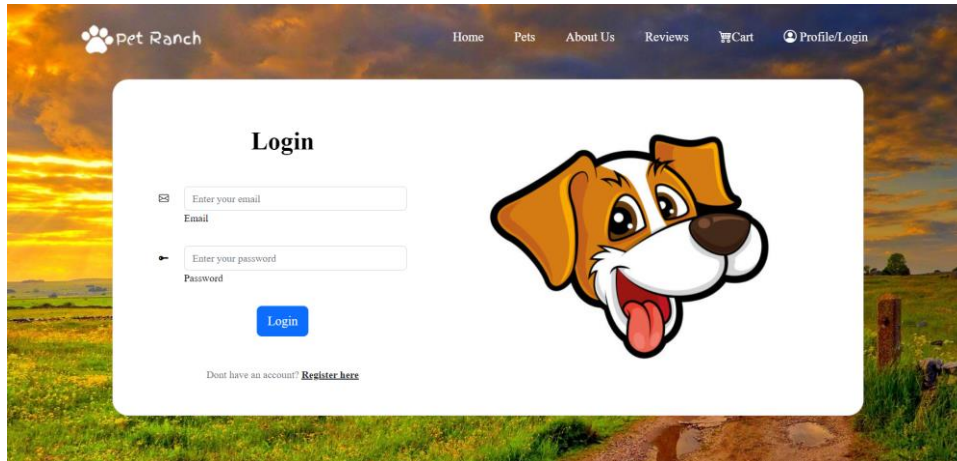 Pet Ranch
Home Pets About Us Reviews Cart Profile/Login
Login
Enter your email
Email
Enter your password
Password
Login
Dont have an account? Register here